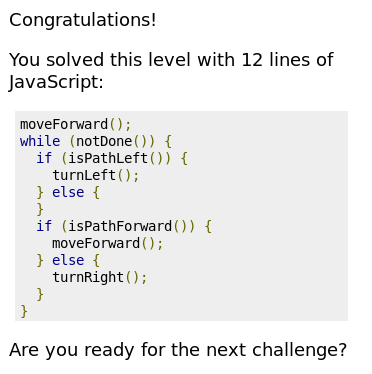 Congratulations!
You solved this level with 12 lines of
JavaScript:
moveForward();
while (notDone()) {
  if (isPathLeft()) {
    turnLeft();
  } else {
  }
  if (isPathForward()) {
    moveForward();
  } else {
    turnRight();
  }
}
Are you ready for the next challenge?